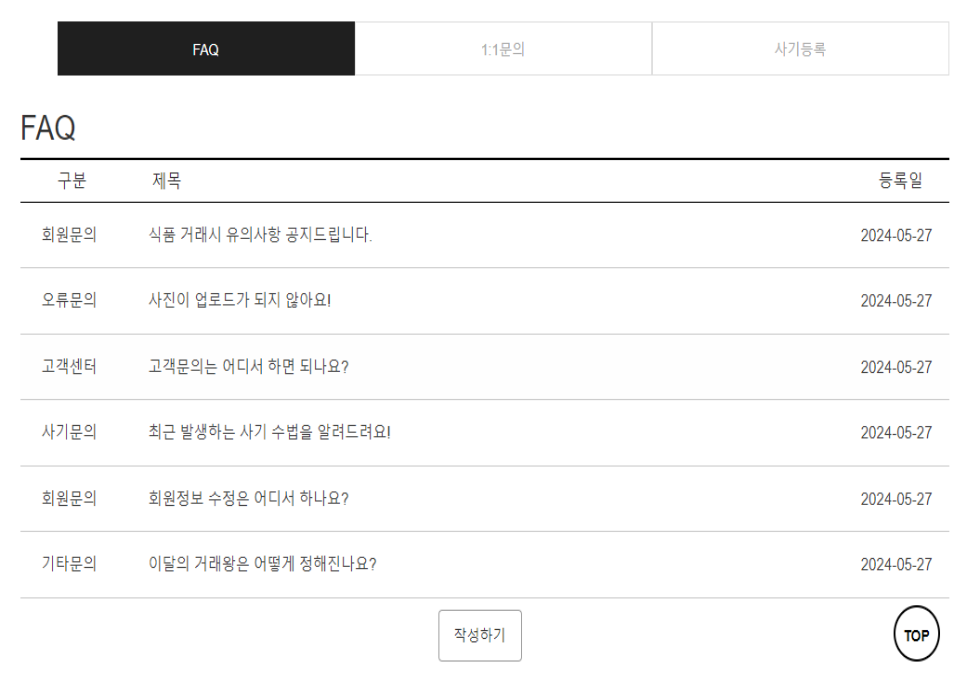 FAQ 1:1문의 사기등록
FAQ
구분 제목 등록일
회원문의 식품 거래시 유의사항 공지드립니다. 2024-05-27
오류문의 사진이 업로드가 되지 않아요! 2024-05-27
고객센터 고객문의는 어디서 하면 되나요? 2024-05-27
사기문의 최근 발생하는 사기 수법을 알려드려요! 2024-05-27
회원문의 회원정보 수정은 어디서 하나요? 2024-05-27
기타문의 이달의 거래왕은 어떻게 정해진나요? 2024-05-27
작성하기 TOP